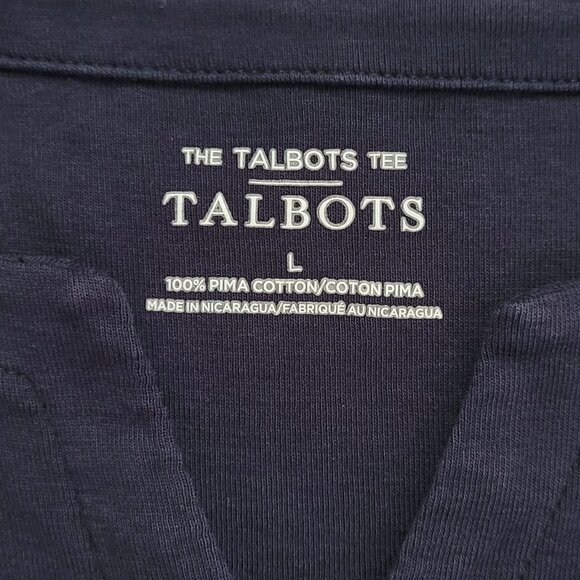 THE TALBOTS TEE
TALBOTS
L
100% PIMA COTTON/COTON PIMA
MADE IN NICARAGUA/FABRIQUÉ AU NICARAGUA